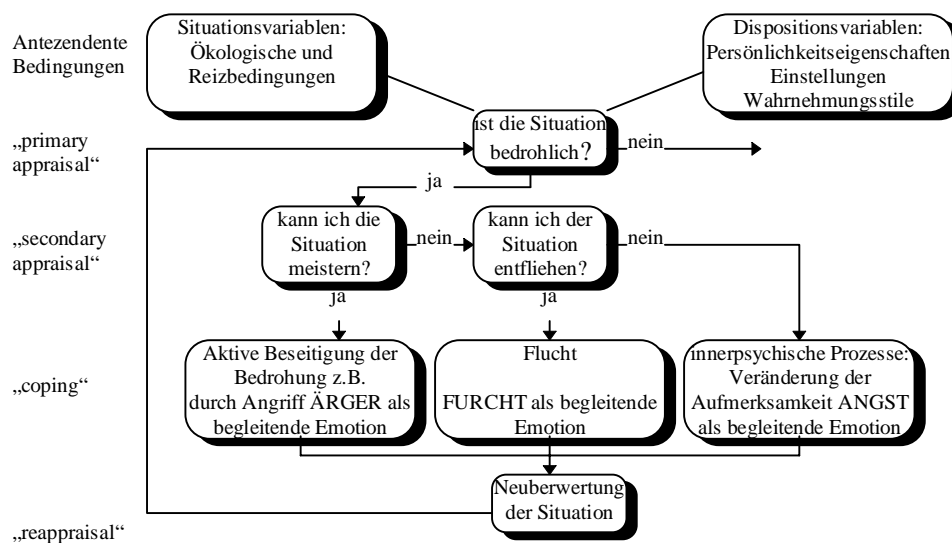 Antezendente
Bedingungen
Situationsvariablen:
Ökologische und
Reizbedingungen
Dispositionsvariablen:
Persönlichkeitseigenschaften
Einstellungen
Wahrnehmungsstile
„primary
appraisal“
ist die Situation
bedrohlich?
nein
ja
„secondary
appraisal“
kann ich die
Situation
meistern?
nein
kann ich der
Situation
entfliehen?
nein
ja
ja
„coping“
Aktive Beseitigung der
Bedrohung z.B.
durch Angriff ÄRGER als
begleitende Emotion
Flucht
FURCHT als begleitende
Emotion
innerpsychische Prozesse:
Veränderung der
Aufmerksamkeit ANGST
als begleitende Emotion
Neuberwertung
der Situation
„reappraisal“